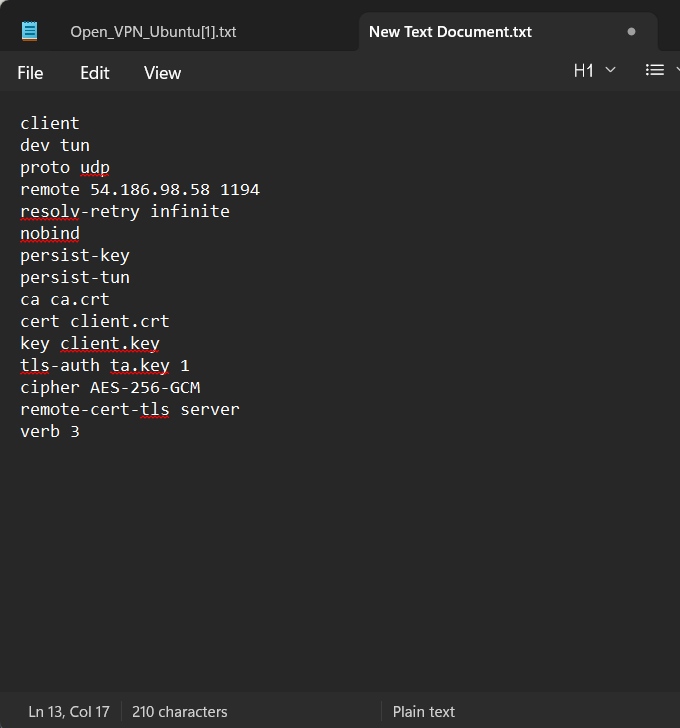 Open_VPN_Ubuntu[1].txt
New Text Document.txt
File Edit View H1
client
dev tun
proto udp
remote 54.186.98.58 1194
resolv-retry infinite
nobind
persist-key
persist-tun
ca ca.crt
cert client.crt
key client.key
tls-auth ta.key 1
cipher AES-256-GCM
remote-cert-tls server
verb 3
Ln 13, Col 17 210 characters Plain text